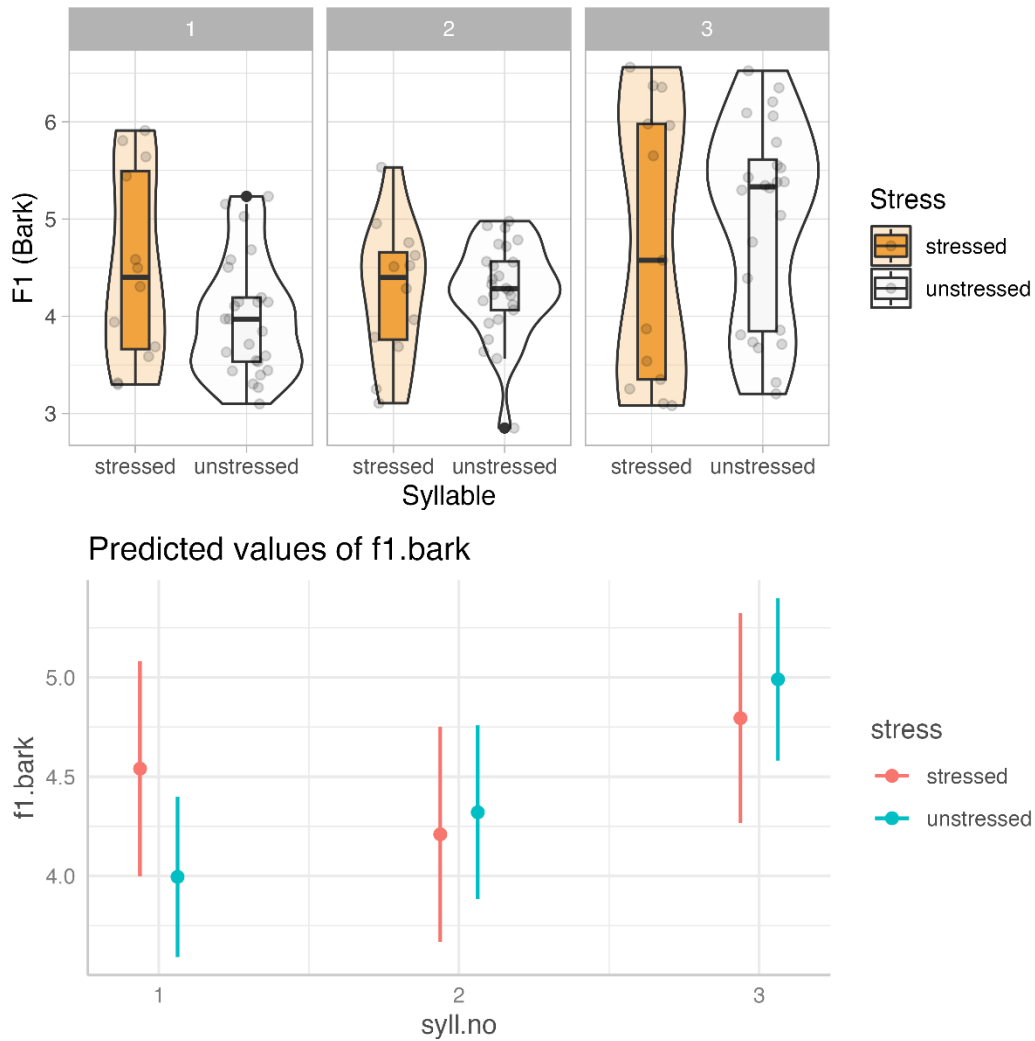 1 2 3
6
5
4
3
F1 (Bark)
stressed unstressed stressed unstressed stressed unstressed
Syllable
Stress
stressed
unstressed
Predicted values of f1.bark
5.0
4.5
4.0
f1.bark
1 2 3
syll.no
stress
stressed
unstressed